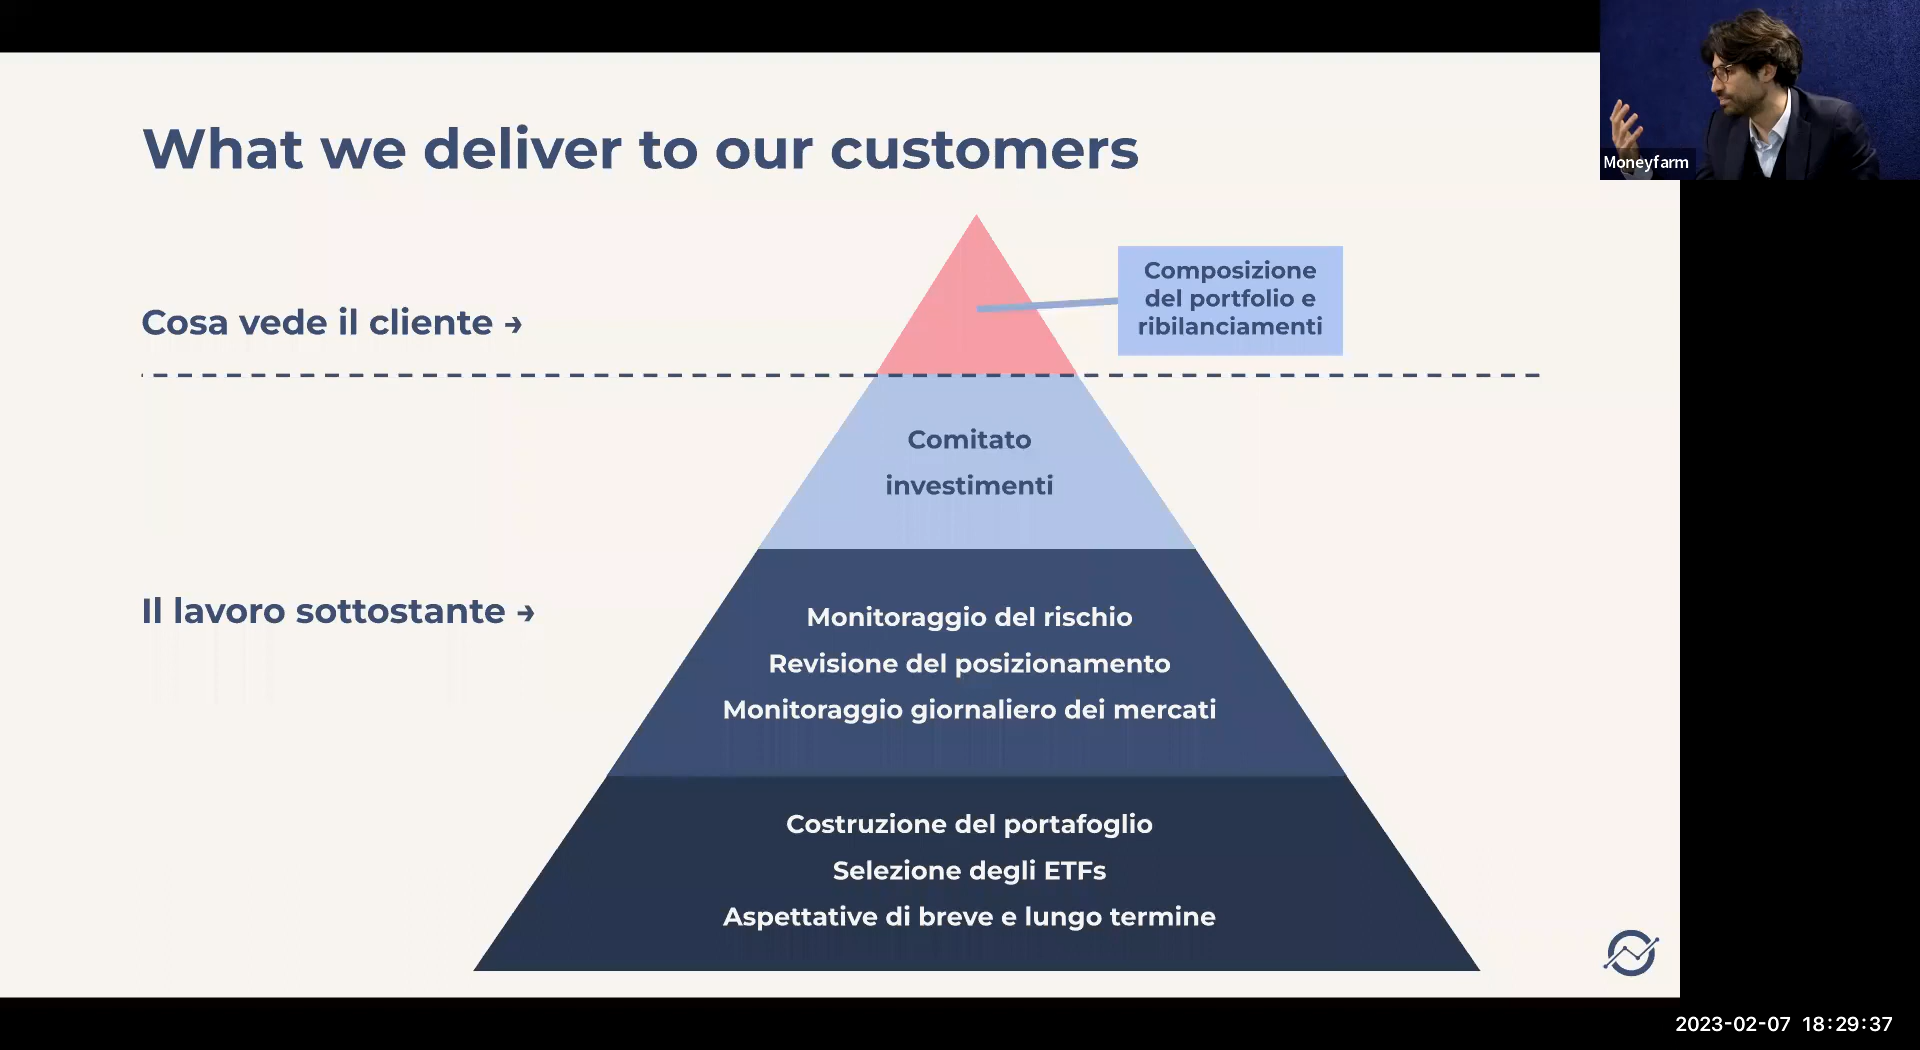 What we deliver to our customers
Moneyfarm
Composizione
del portfolio e
ribilanciamenti
Cosa vede il cliente →
Comitato
investimenti
Il lavoro sottostante →
Monitoraggio del rischio
Revisione del posizionamento
Monitoraggio giornaliero dei mercati
Costruzione del portafoglio
Selezione degli ETFs
Aspettative di breve e lungo termine
2023-02-07 18:29:37